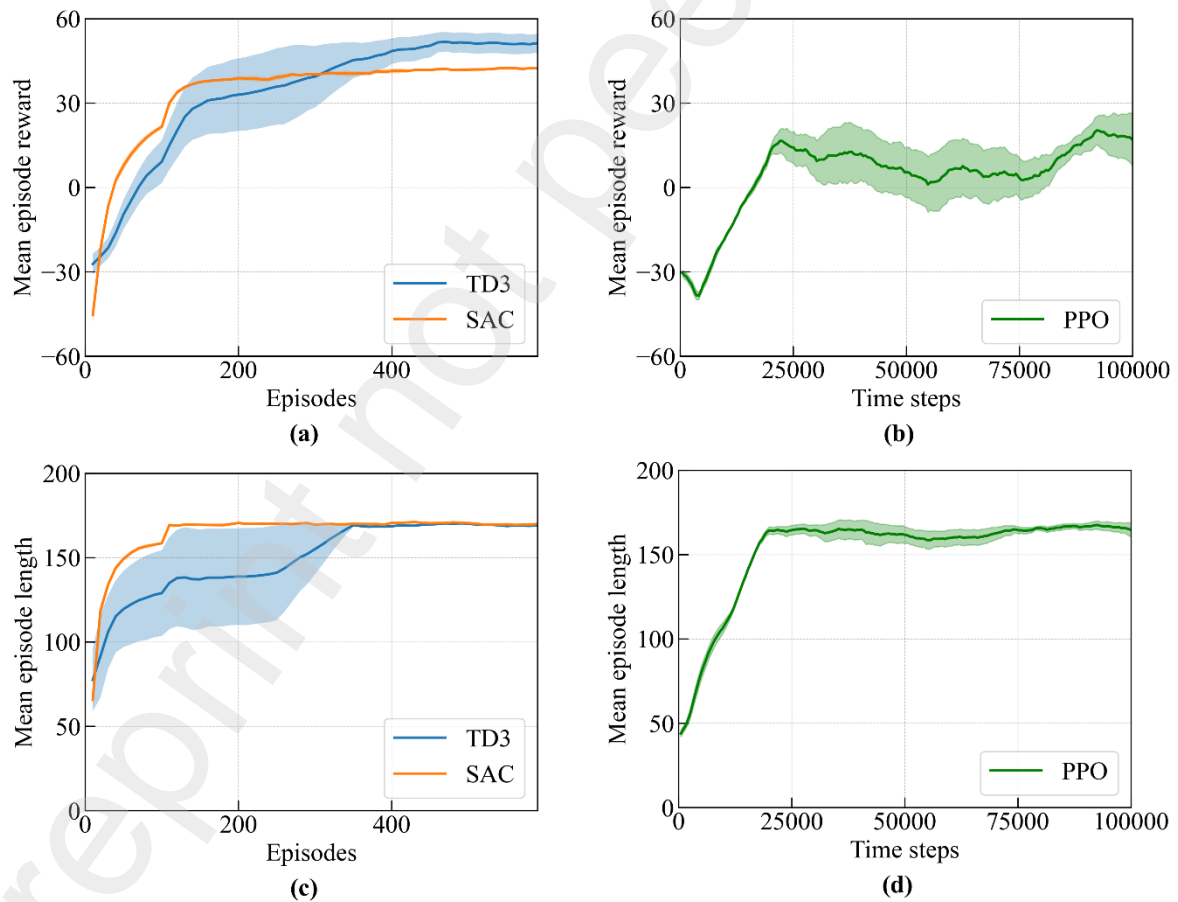 60
30
0
−30
−60
Mean episode reward
TD3
SAC
0
200
400
Episodes
(a)
60
30
0
−30
−60
Mean episode reward
PPO
0
25000
50000
75000
100000
Time steps
(b)
200
150
100
50
0
Mean episode length
TD3
SAC
0
200
400
Episodes
(c)
200
150
100
50
0
Mean episode length
PPO
0
25000
50000
75000
100000
Time steps
(d)
reprint not pee